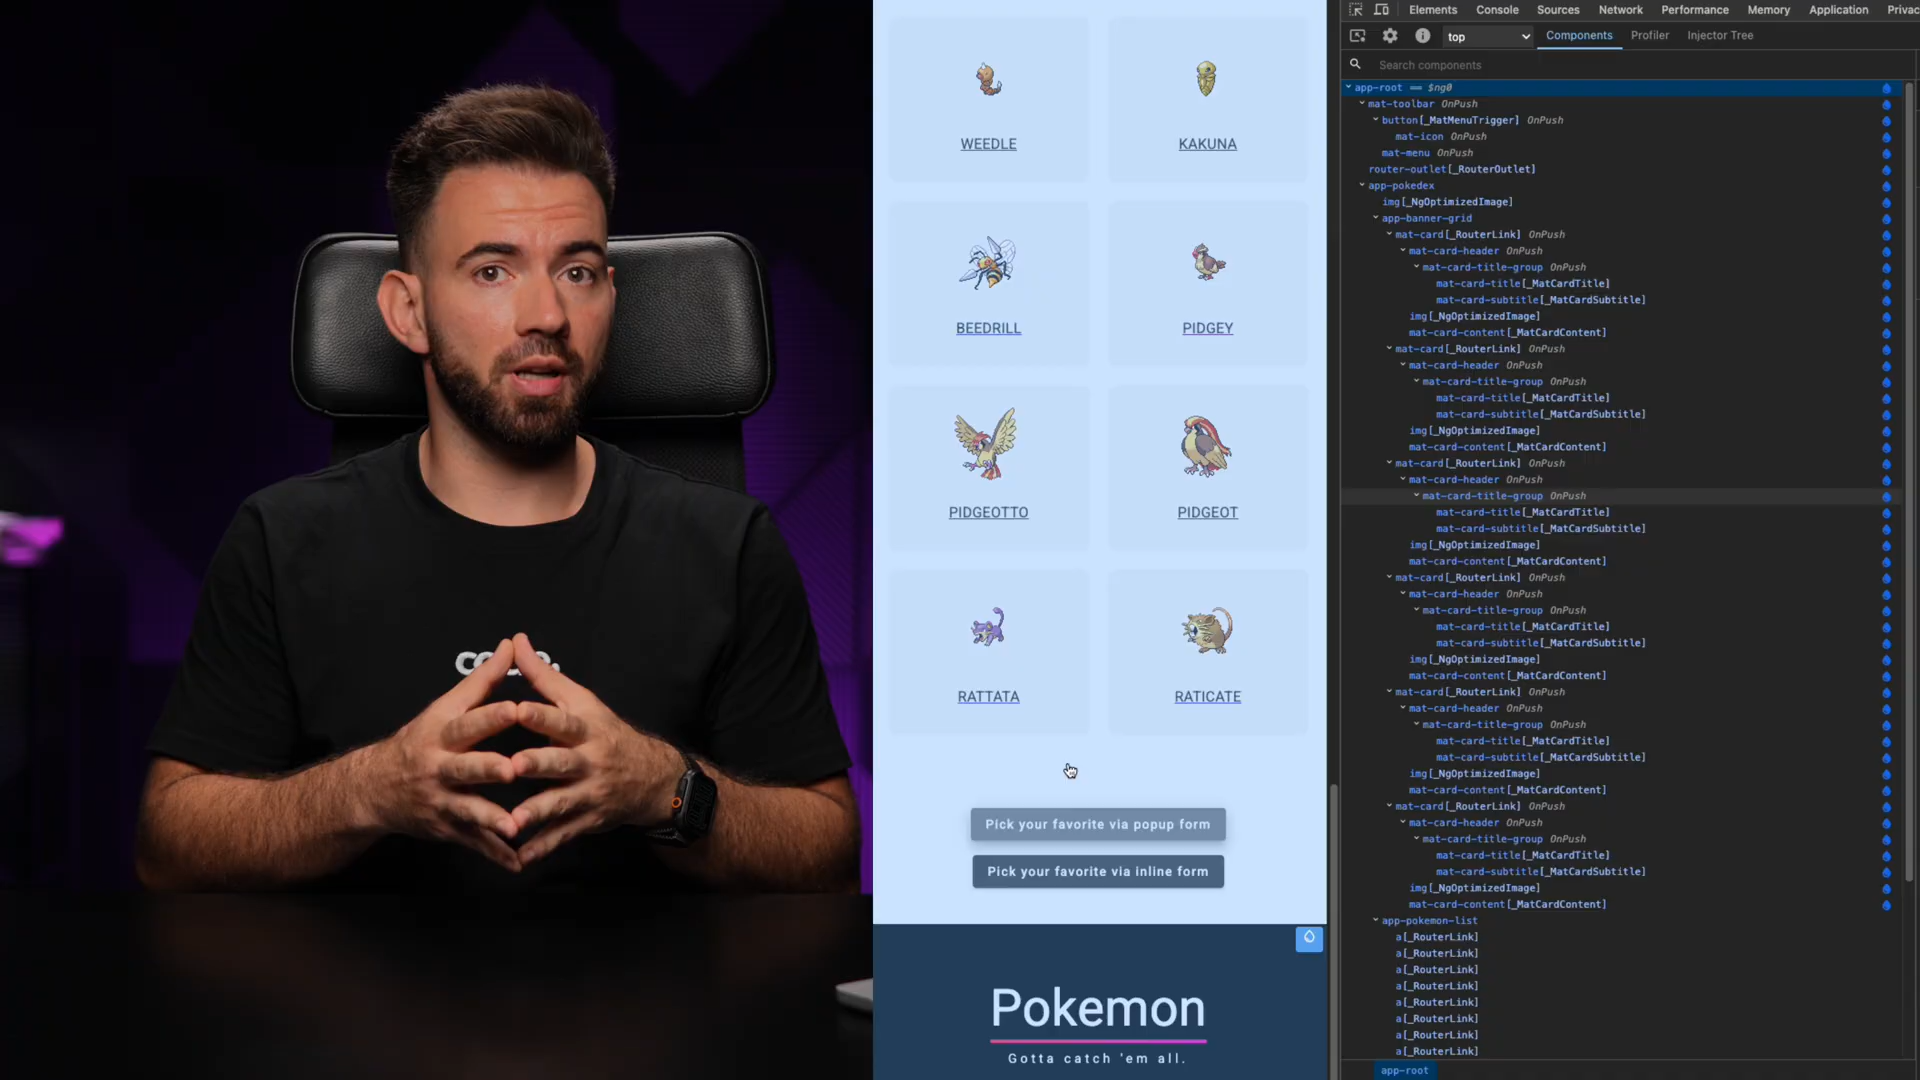 WEEDLE
KAKUNA
BEEDRILL
PIDGEY
PIDGEOTTO
PIDGEOT
RATTATA
RATICATE
Pick your favorite via popup form
Pick your favorite via inline form
Pokemon
Gotta catch 'em all.
Elements Console Sources Network Performance Memory Application
top Components Profiler Injector Tree
Search components
app-root == $ng0
mat-toolbar OnPush
button[_MatMenuTrigger] OnPush
mat-icon OnPush
mat-menu OnPush
router-outlet[_RouterOutlet]
app-pokedex
img[_NgOptimizedImage]
app-banner-grid
mat-card[_RouterLink] OnPush
mat-card-header OnPush
mat-card-title-group OnPush
mat-card-title[_MatCardTitle]
mat-card-subtitle[_MatCardSubtitle]
img[_NgOptimizedImage]
mat-card-content[_MatCardContent]
mat-card[_RouterLink] OnPush
mat-card-header OnPush
mat-card-title-group OnPush
mat-card-title[_MatCardTitle]
mat-card-subtitle[_MatCardSubtitle]
img[_NgOptimizedImage]
mat-card-content[_MatCardContent]
mat-card[_RouterLink] OnPush
mat-card-header OnPush
mat-card-title-group OnPush
mat-card-title[_MatCardTitle]
mat-card-subtitle[_MatCardSubtitle]
img[_NgOptimizedImage]
mat-card-content[_MatCardContent]
mat-card[_RouterLink] OnPush
mat-card-header OnPush
mat-card-title-group OnPush
mat-card-title[_MatCardTitle]
mat-card-subtitle[_MatCardSubtitle]
img[_NgOptimizedImage]
mat-card-content[_MatCardContent]
mat-card[_RouterLink] OnPush
mat-card-header OnPush
mat-card-title-group OnPush
mat-card-title[_MatCardTitle]
mat-card-subtitle[_MatCardSubtitle]
img[_NgOptimizedImage]
mat-card-content[_MatCardContent]
mat-card[_RouterLink] OnPush
mat-card-header OnPush
mat-card-title-group OnPush
mat-card-title[_MatCardTitle]
mat-card-subtitle[_MatCardSubtitle]
img[_NgOptimizedImage]
mat-card-content[_MatCardContent]
app-pokemon-list
a[_RouterLink]
a[_RouterLink]
a[_RouterLink]
a[_RouterLink]
a[_RouterLink]
a[_RouterLink]
a[_RouterLink]
a[_RouterLink]
app-root